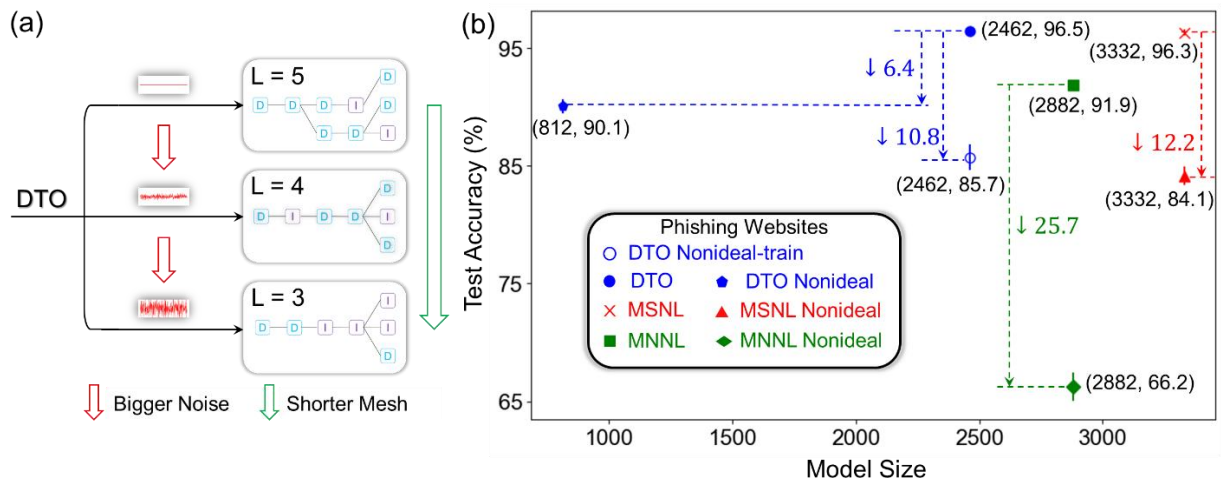 (a)
L = 5
D D D I D D
D D I
DTO
L = 4
D I D D D I D
L = 3
D D I I I I D
Bigger Noise
Shorter Mesh
(b)
Test Accuracy (%)
95
85
75
65
(2462, 96.5)
(3332, 96.3)
↓ 6.4
(2882, 91.9)
(812, 90.1)
↓ 10.8
↓ 12.2
(2462, 85.7)
(3332, 84.1)
↓ 25.7
Phishing Websites
DTO Nonideal-train
DTO
DTO Nonideal
MSNL
MSNL Nonideal
MNNL
MNNL Nonideal
(2882, 66.2)
1000
2000
2500
3000
Model Size